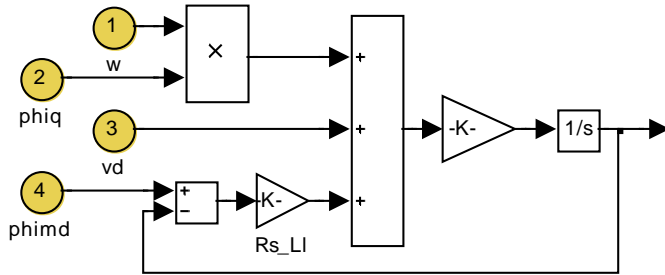 1
w
×
2
phiq
+
3
vd
+
-K-
1/s
4
phimd
+
−
-K-
+
Rs_Ll